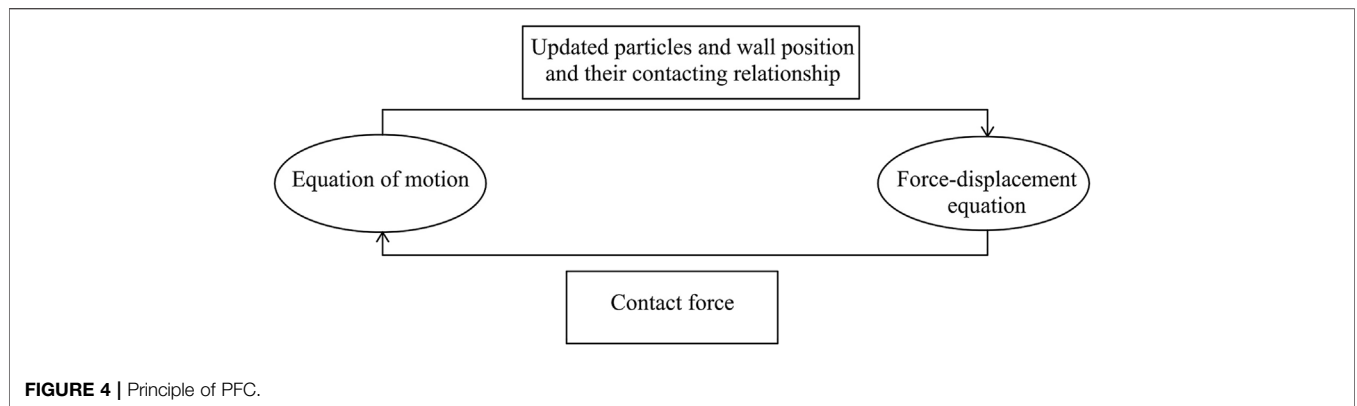 Updated particles and wall position
and their contacting relationship
Equation of motion
Force-displacement
equation
Contact force
FIGURE 4 | Principle of PFC.